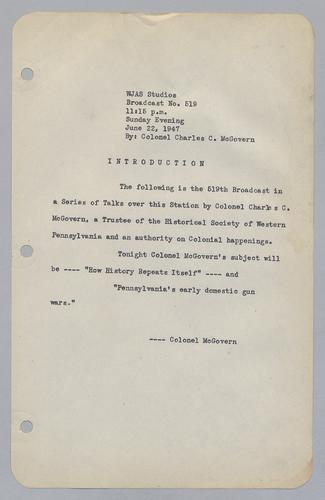 WJAS Studios
Broadcast No. 519
11:15 p.m.
Sunday Evening
June 22, 1947
By: Colonel Charles C. McGovern
I N T R O D U C T I O N
The following is the 519th Broadcast in
a Series of Talks over this Station by Colonel Charles C.
McGovern, a Trustee of the Historical Society of Western
Pennsylvania and an authority on Colonial happenings.
Tonight Colonel McGovern's subject will
be ---- "How History Repeats Itself" ---- and
"Pennsylvania's early domestic gun
wars."
---- Colonel McGovern